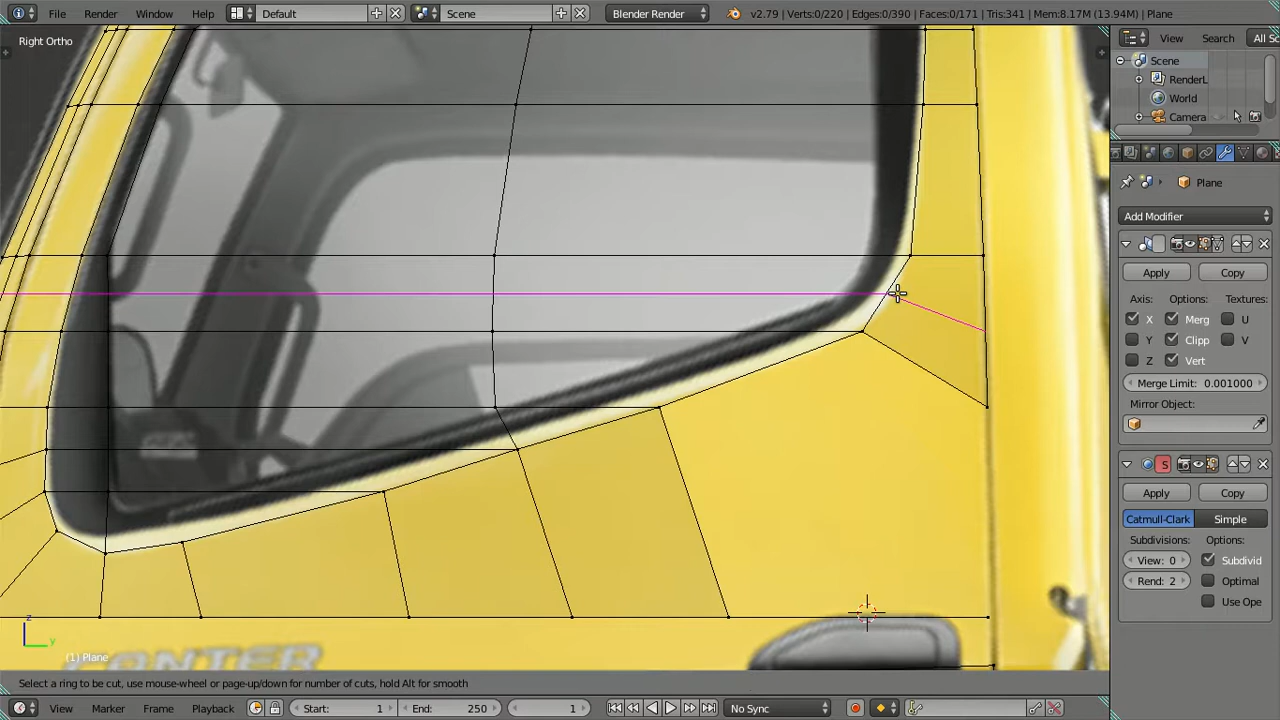 File Render Window Help Default Scene Blender Render v2.79 | Verts:0/220 | Edges:0/390 | Faces:0/171 | Tris:341 | Mem:8.17M (13.94M) | Plane
Right Ortho
View Search All Sc
Scene
RenderL
World
Camera
Plane
Add Modifier
Apply Copy
Axis: Options: Textures:
X Merg U
Y Clipp V
Z Vert
Merge Limit: 0.001000
Mirror Object:
S
Apply Copy
Catmull-Clark Simple
Subdivisions: Options:
View: 0 Subdivid
Rend: 2 Optimal
Use Ope
z
y
(1) Plane
CANTER
Select a ring to be cut, use mouse-wheel or page-up/down for number of cuts, hold Alt for smooth
View Marker Frame Playback Start: 1 End: 250 1 No Sync